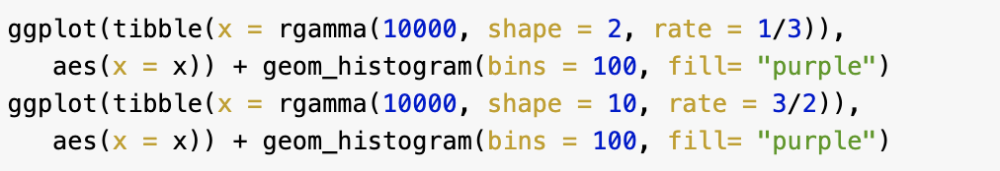 ggplot(tibble(x = rgamma(10000, shape = 2, rate = 1/3)),
   aes(x = x)) + geom_histogram(bins = 100, fill= "purple")
ggplot(tibble(x = rgamma(10000, shape = 10, rate = 3/2)),
   aes(x = x)) + geom_histogram(bins = 100, fill= "purple")